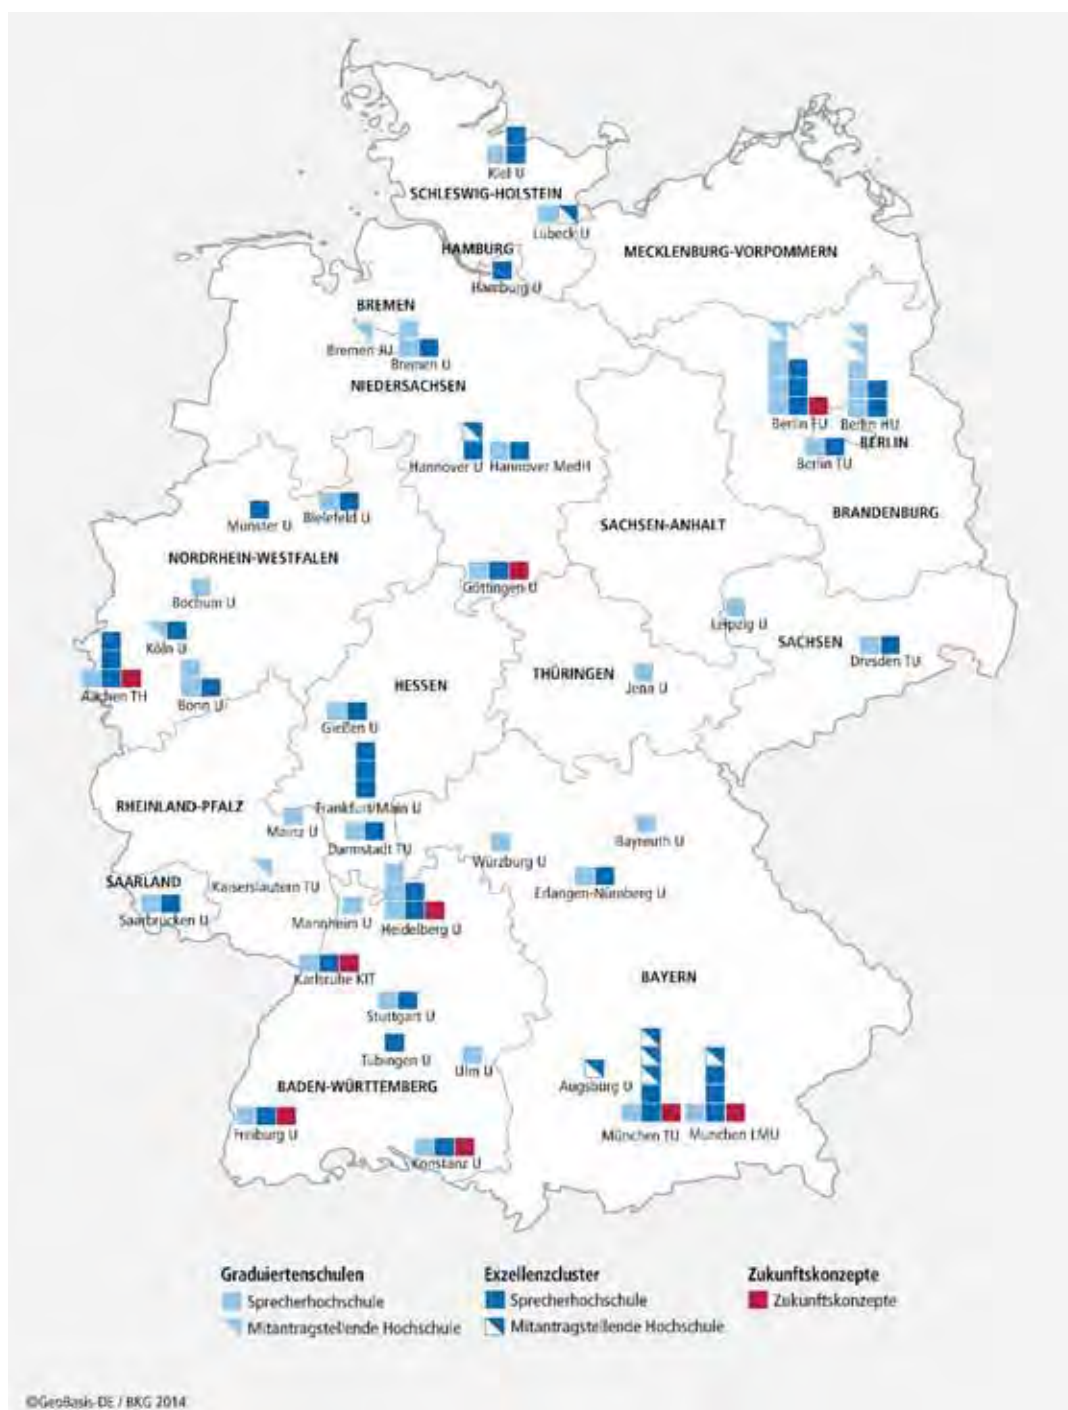 Kiel U
SCHLESWIG-HOLSTEIN
Lübeck U
HAMBURG
MECKLENBURG-VORPOMMERN
Hamburg U
BREMEN
Bremen JU
Bremen U
NIEDERSACHSEN
Berlin FU
Berlin HU
BERLIN
Berlin TU
Hannover U
Hannover MedH
Münster U
Bielefeld U
SACHSEN-ANHALT
BRANDENBURG
NORDRHEIN-WESTFALEN
Göttingen U
Bochum U
Leipzig U
Köln U
SACHSEN
Dresden TU
Aachen TH
Bonn U
HESSEN
THÜRINGEN
Jena U
Gießen U
RHEINLAND-PFALZ
Frankfurt/Main U
Mainz U
Darmstadt TU
Bayreuth U
Würzburg U
SAARLAND
Kaiserslautern TU
Erlangen-Nürnberg U
Saarbrücken U
Mannheim U
Heidelberg U
Karlsruhe KIT
BAYERN
Stuttgart U
Tübingen U
Ulm U
BADEN-WÜRTTEMBERG
Augsburg U
Freiburg U
München TU
München LMU
Konstanz U
Graduiertenschulen
Sprecherhochschule
Mitantragstellende Hochschule
Exzellenzcluster
Sprecherhochschule
Mitantragstellende Hochschule
Zukunftskonzepte
Zukunftskonzepte
©GeoBasis-DE / BKG 2014